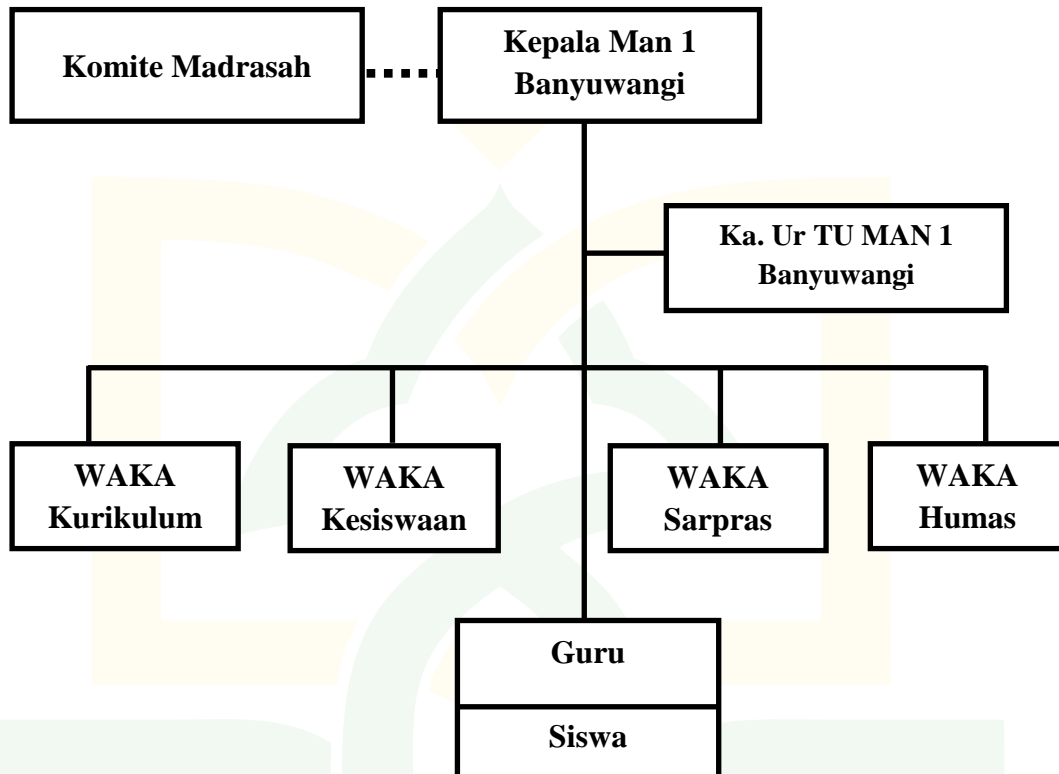 Komite Madrasah
Kepala Man 1
Banyuwangi
Ka. Ur TU MAN 1
Banyuwangi
WAKA
Kurikulum
WAKA
Kesiswaan
WAKA
Sarpras
WAKA
Humas
Guru
Siswa